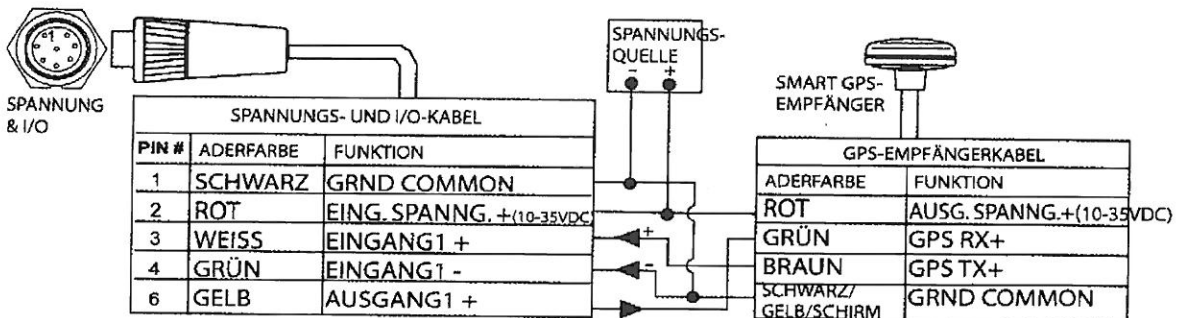 1
SPANNUNG
& I/O
SPANNUNGS-
QUELLE
- +
SMART GPS-
EMPFÄNGER
SPANNUNGS- UND I/O-KABEL
PIN # ADERFARBE FUNKTION
1 SCHWARZ GRND COMMON
2 ROT EING. SPANNG. +(10-35VDC)
3 WEISS EINGANG1 +
4 GRÜN EINGANG1 -
6 GELB AUSGANG1 +
+
-
GPS-EMPFÄNGERKABEL
ADERFARBE FUNKTION
ROT AUSG. SPANNG.+(10-35VDC)
GRÜN GPS RX+
BRAUN GPS TX+
SCHWARZ/
GELB/SCHIRM GRND COMMON